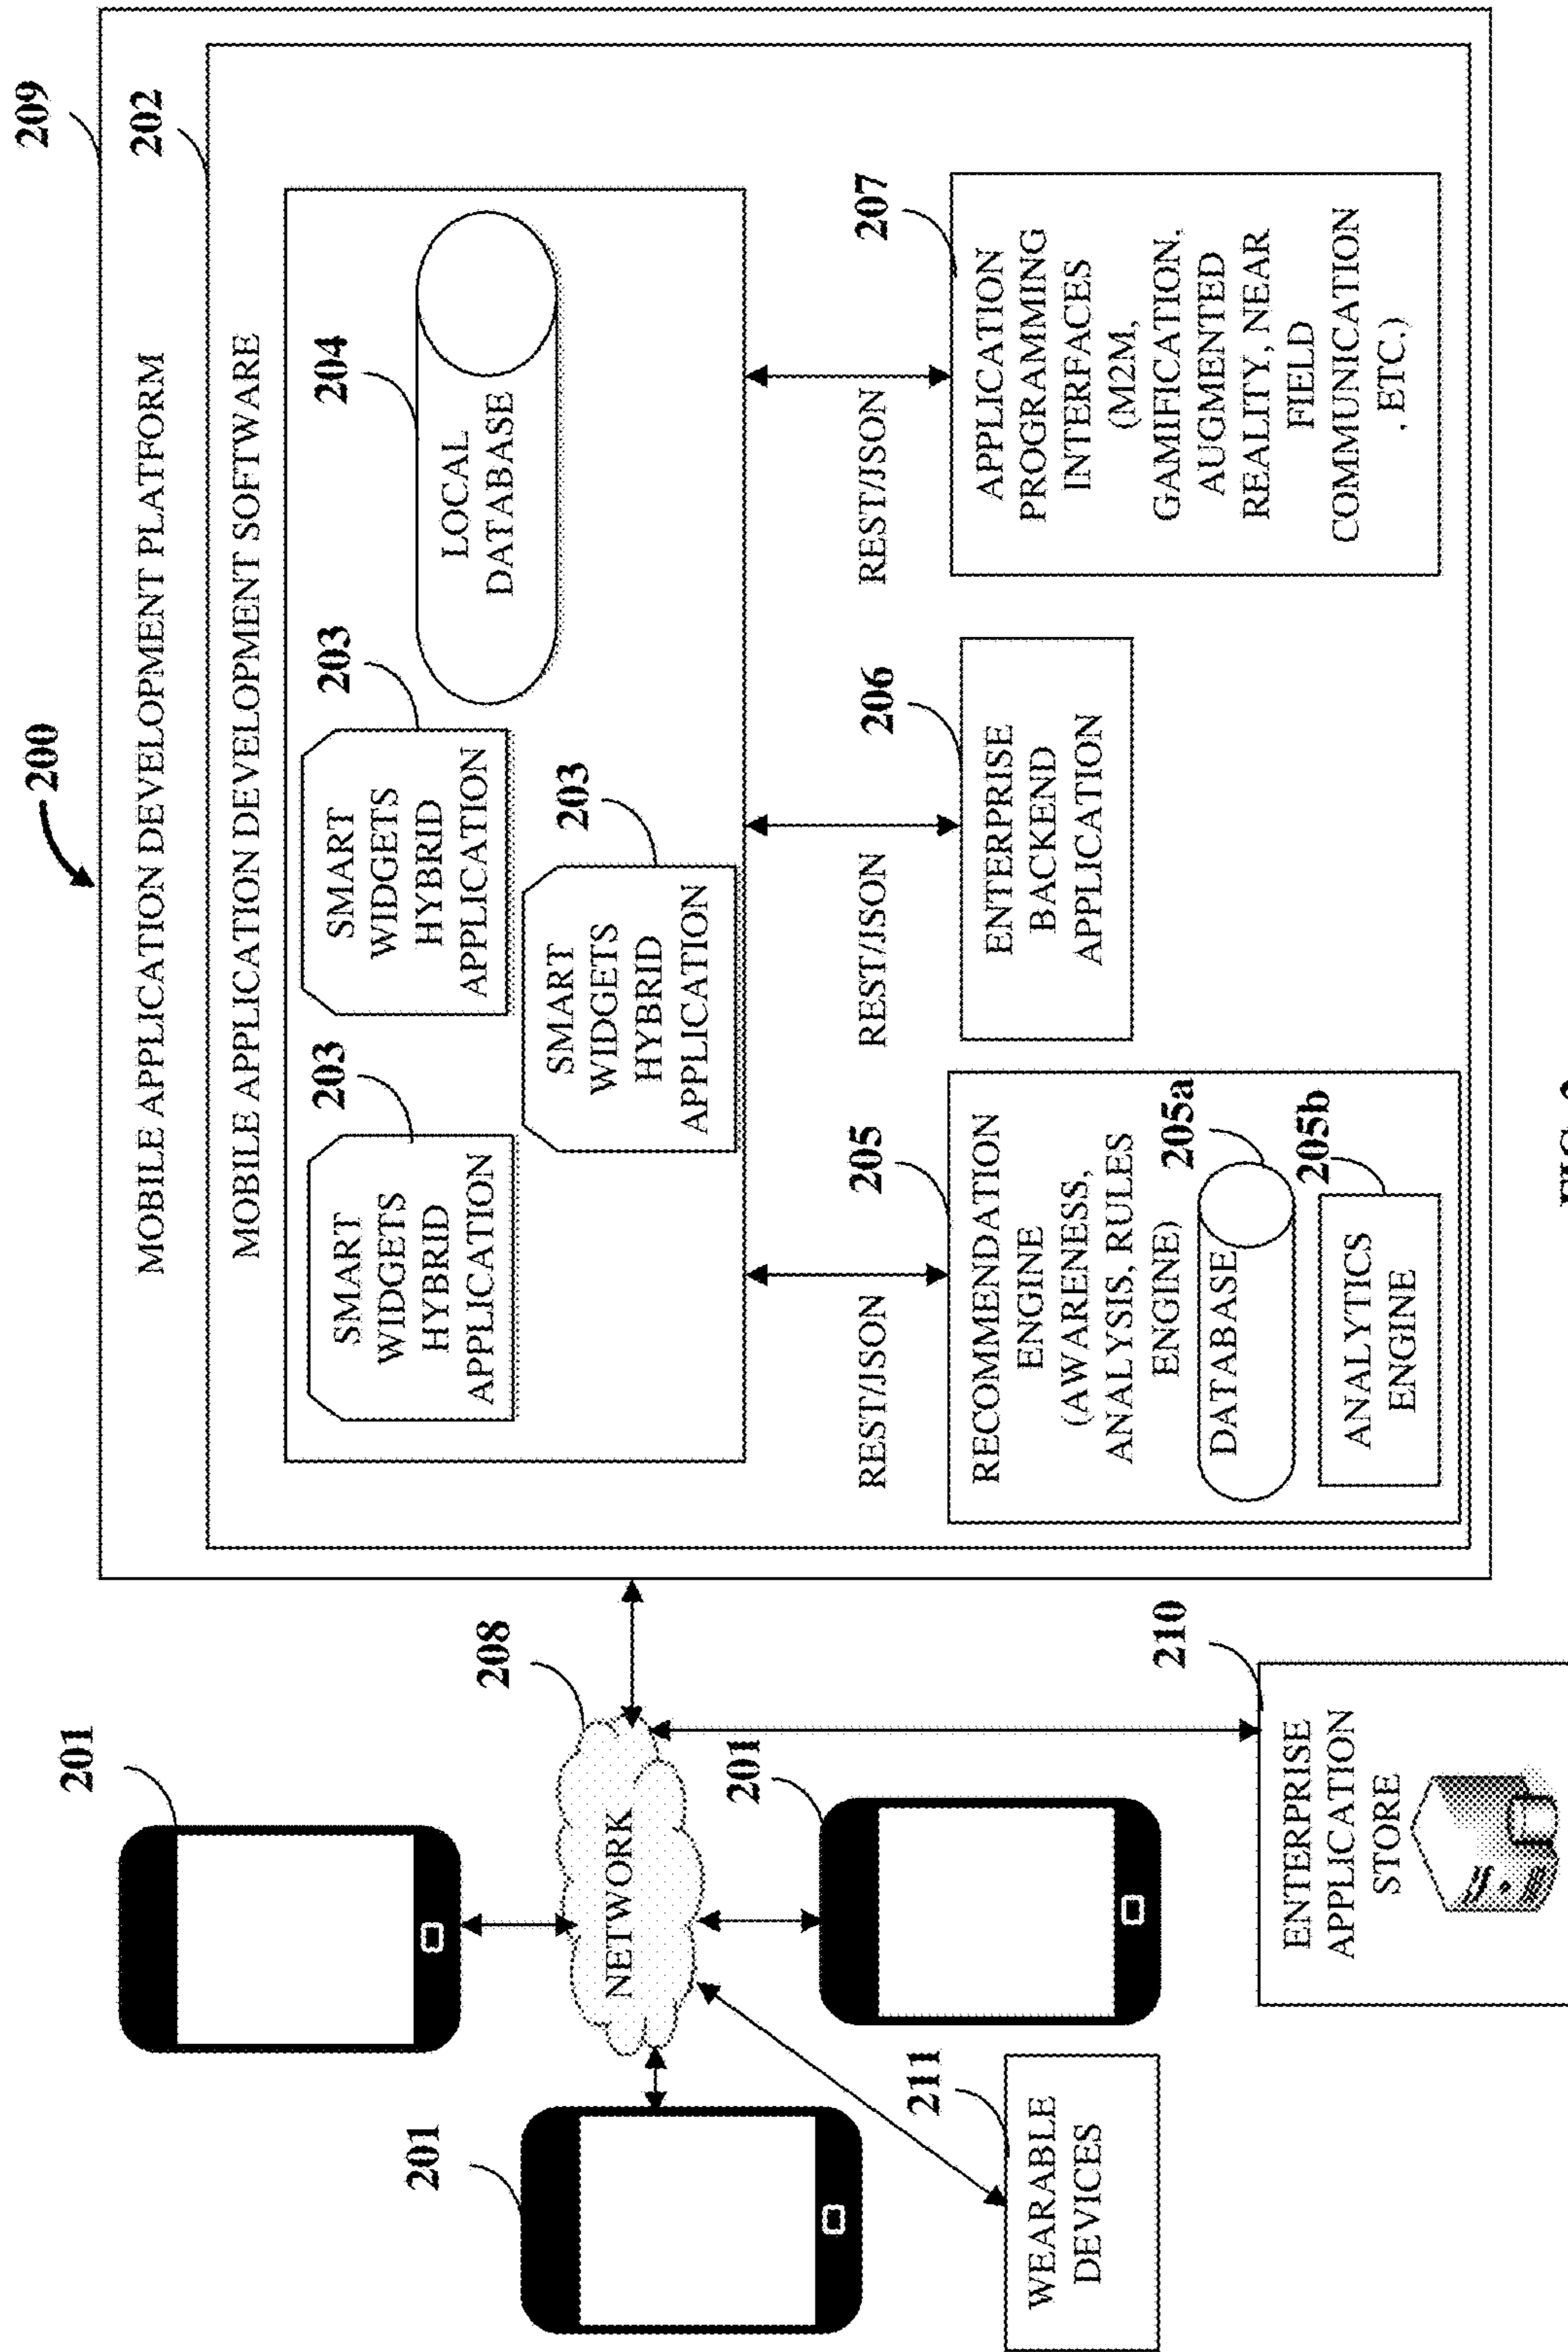 200
209
MOBILE APPLICATION DEVELOPMENT PLATFORM
202
MOBILE APPLICATION DEVELOPMENT SOFTWARE
203
SMART
WIDGETS
HYBRID
APPLICATION
203
SMART
WIDGETS
HYBRID
APPLICATION
203
SMART
WIDGETS
HYBRID
APPLICATION
204
LOCAL
DATABASE
REST/JSON
REST/JSON
REST/JSON
205
RECOMMENDATION
ENGINE
(AWARENESS,
ANALYSIS, RULES
ENGINE)
205a
DATABASE
205b
ANALYTICS
ENGINE
206
ENTERPRISE
BACKEND
APPLICATION
207
APPLICATION
PROGRAMMING
INTERFACES
(M2M,
GAMIFICATION,
AUGMENTED
REALITY, NEAR
FIELD
COMMUNICATION
, ETC.)
201
201
201
208
NETWORK
211
WEARABLE
DEVICES
210
ENTERPRISE
APPLICATION
STORE